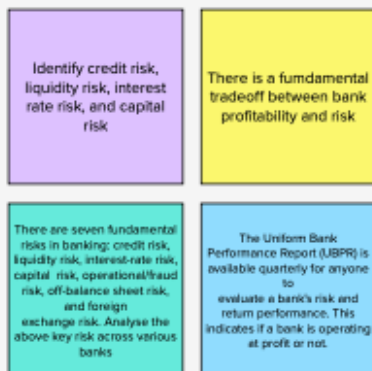 Identify credit risk,
liquidity risk, interest
rate risk, and capital
risk
There is a fumdamental
tradeoff between bank
profitability and risk
There are seven fundamental
risks in banking: credit risk,
liquidity risk, interest-rate risk,
capital risk, operational/fraud
risk, off-balance sheet risk,
and foreign
exchange risk. Analyse the
above key risk across various
banks
The Uniform Bank
Performance Report (UBPR) is
available quarterly for anyone
to
evaluate a bank's risk and
return performance. This
indicates if a bank is operating
at profit or not.